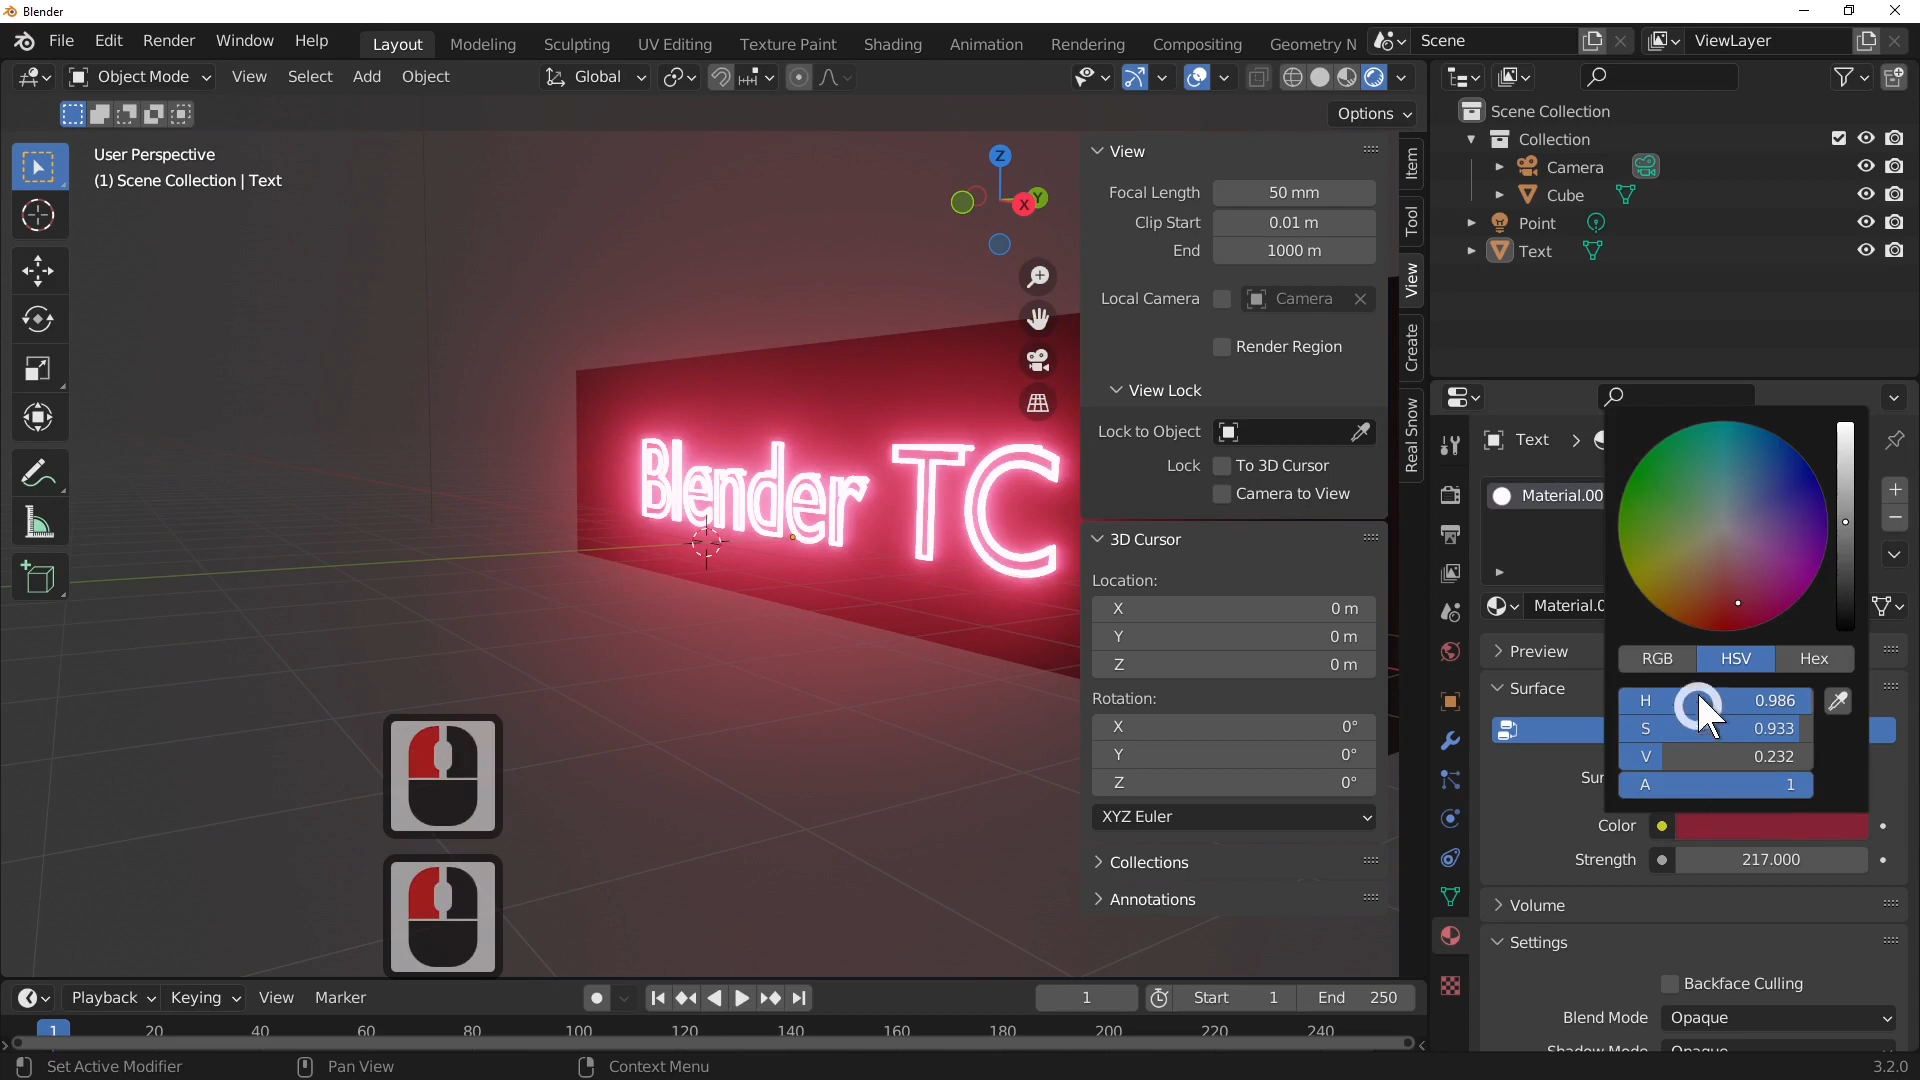 Blender
File Edit Render Window Help
Layout Modeling Sculpting UV Editing Texture Paint Shading Animation Rendering Compositing Geometry N
Scene
ViewLayer
Object Mode View Select Add Object
Global
Options
User Perspective
(1) Scene Collection | Text
Z
Y
X
Blender TC
View
Focal Length 50 mm
Clip Start 0.01 m
End 1000 m
Local Camera Camera
Render Region
View Lock
Lock to Object
Lock To 3D Cursor
Camera to View
3D Cursor
Location:
X 0 m
Y 0 m
Z 0 m
Rotation:
X 0°
Y 0°
Z 0°
XYZ Euler
Collections
Annotations
Item
Tool
View
Create
Real Snow
Scene Collection
Collection
Camera
Cube
Point
Text
Text
Material.00
Material.0
Preview
Surface
Sur
RGB HSV Hex
H 0.986
S 0.933
V 0.232
A 1
Color
Strength 217.000
Volume
Settings
Backface Culling
Blend Mode Opaque
Shadow Mode Opaque
Playback Keying View Marker
1
Start 1
End 250
1 20 40 60 80 100 120 140 160 180 200 220 240
Set Active Modifier
Pan View
Context Menu
3.2.0